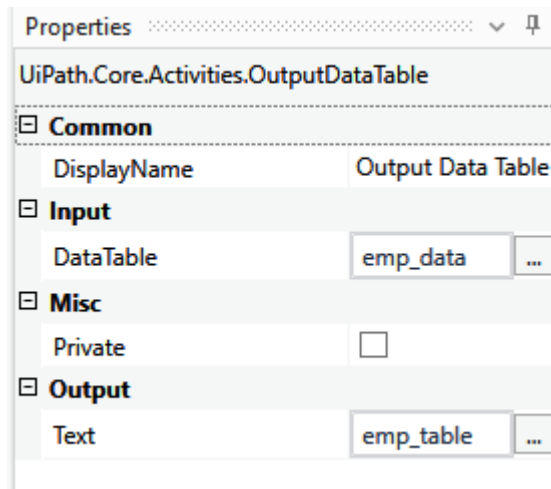 Properties
UiPath.Core.Activities.OutputDataTable
Common
DisplayName Output Data Table
Input
DataTable emp_data ...
Misc
Private
Output
Text emp_table ...